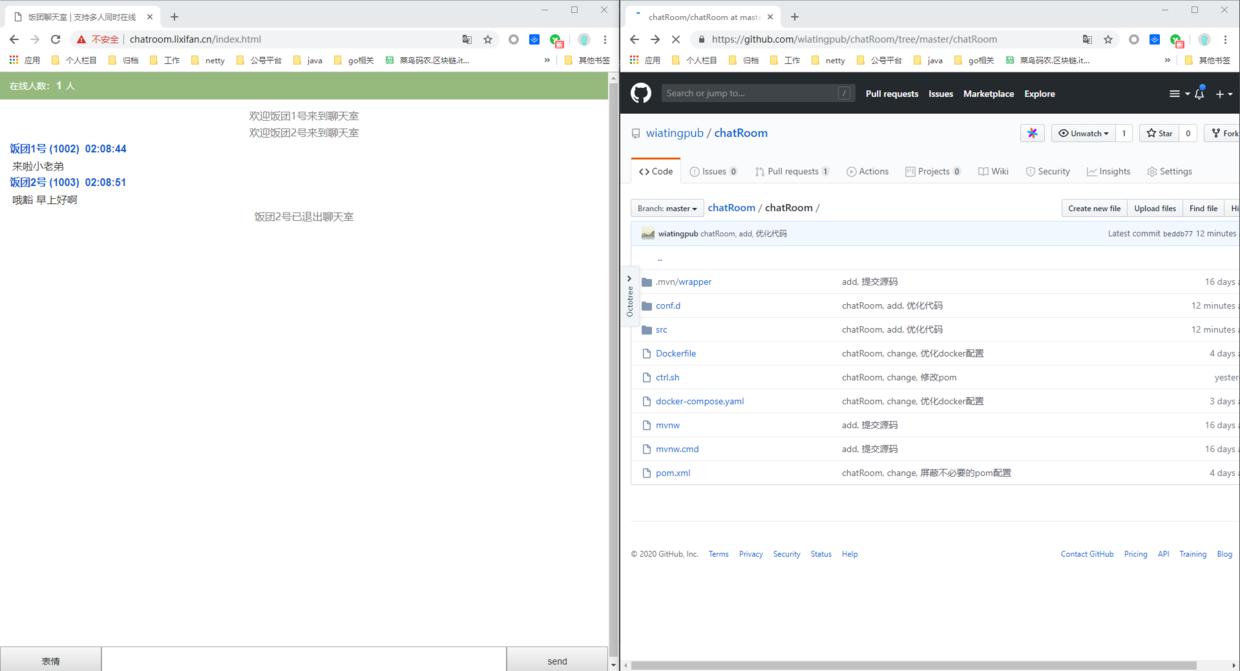 饭团聊天室 | 支持多人同时在线
不安全 | chatroom.lixifan.cn/index.html
应用 个人栏目 归档 工作 netty 公号平台 java go相关 菜鸟码农,区块链,it... » 其他书签
在线人数: 1 人
欢迎饭团1号来到聊天室
欢迎饭团2号来到聊天室
饭团1号 (1002) 02:08:44
来啦小老弟
饭团2号 (1003) 02:08:51
哦豁 早上好啊
饭团2号已退出聊天室
表情
send
chatRoom/chatRoom at mast
https://github.com/wiatingpub/chatRoom/tree/master/chatRoom
应用 个人栏目 归档 工作 netty 公号平台 java go相关 菜鸟码农,区块链,it... » 其他书签
Search or jump to... / Pull requests Issues Marketplace Explore
wiatingpub / chatRoom
Unwatch 1 Star 0 Fork
Code Issues 0 Pull requests 1 Actions Projects 0 Wiki Security Insights Settings
Branch: master chatRoom / chatRoom / Create new file Upload files Find file Hi
wiatingpub chatRoom, add, 优化代码 Latest commit beddb77 12 minutes
..
Octotree
.mvn/wrapper add, 提交源码 16 days a
conf.d chatRoom, add, 优化代码 12 minutes a
src chatRoom, add, 优化代码 12 minutes a
Dockerfile chatRoom, change, 优化docker配置 4 days a
ctrl.sh chatRoom, change, 修改pom yester
docker-compose.yaml chatRoom, change, 优化docker配置 3 days a
mvnw add, 提交源码 16 days a
mvnw.cmd add, 提交源码 16 days a
pom.xml chatRoom, change, 屏蔽不必要的pom配置 4 days a
© 2020 GitHub, Inc. Terms Privacy Security Status Help Contact GitHub Pricing API Training Blog